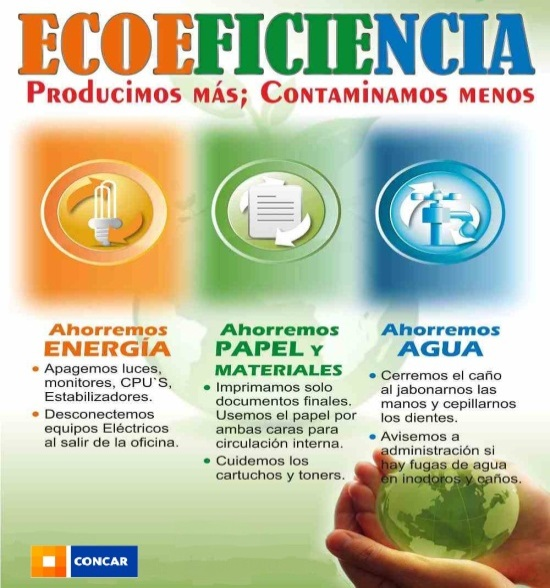 ECOEFICIENCIA
PRODUCIMOS MÁS; CONTAMINAMOS MENOS
Ahorremos
ENERGÍA
• Apagemos luces,
monitores, CPU`S,
Estabilizadores.
• Desconectemos
equipos Eléctricos
al salir de la oficina.
Ahorremos
PAPEL Y
MATERIALES
• Imprimamos solo
documentos finales.
Usemos el papel por
ambas caras para
circulación interna.
• Cuidemos los
cartuchos y toners.
Ahorremos
AGUA
• Cerremos el caño
al jabonarnos las
manos y cepillarnos
los dientes.
• Avisemos a
administración si
hay fugas de agua
en inodoros y caños.
CONCAR